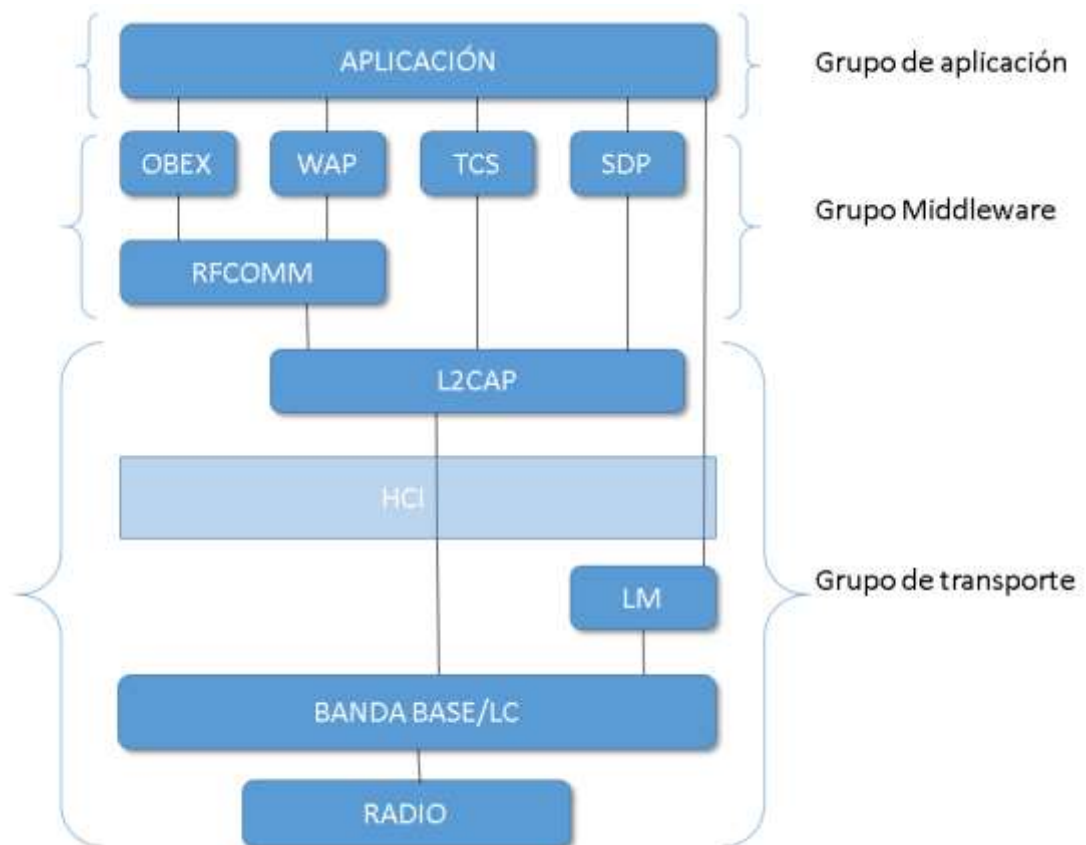 APLICACIÓN
Grupo de aplicación
OBEX
WAP
TCS
SDP
Grupo Middleware
RFCOMM
L2CAP
HCI
Grupo de transporte
LM
BANDA BASE/LC
RADIO